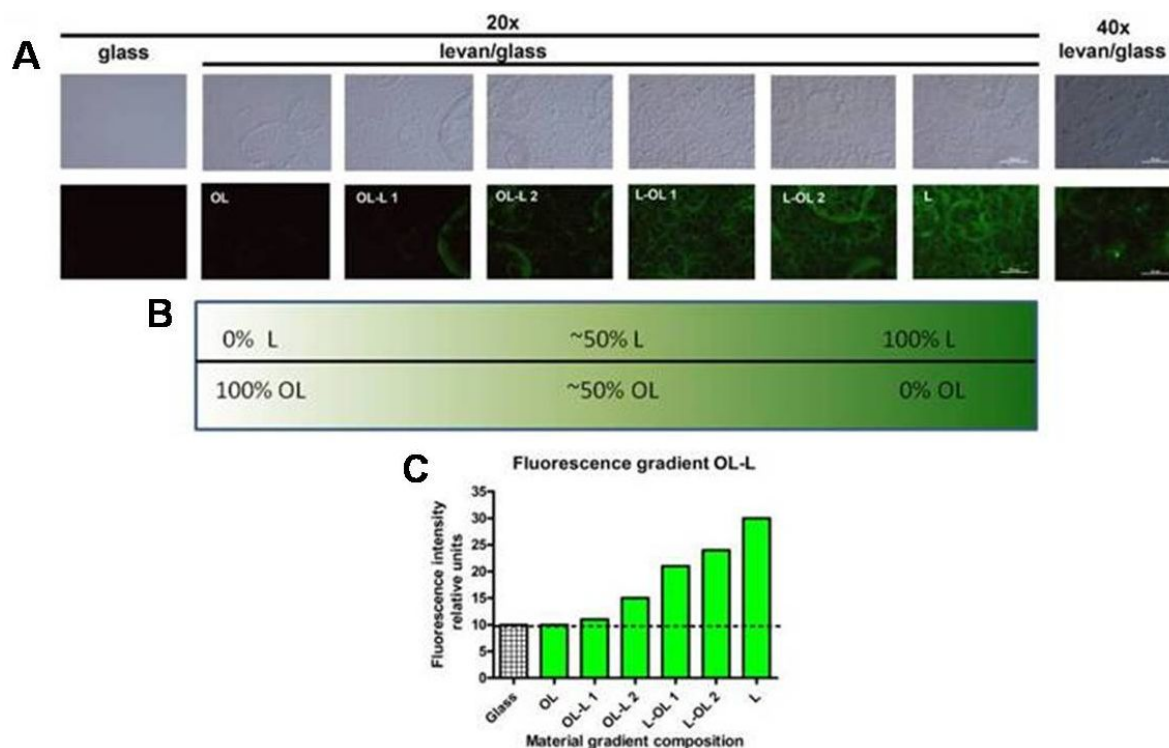 20x
40x
A
glass
levan/glass
levan/glass
OL
OL-L 1
OL-L 2
L-OL 1
L-OL 2
L
B
0% L
~50% L
100% L
100% OL
~50% OL
0% OL
C
Fluorescence gradient OL-L
Fluorescence intensity
relative units
35
30
25
20
15
10
5
0
Glass
OL
OL-L 1
OL-L 2
L-OL 1
L-OL 2
L
Material gradient composition